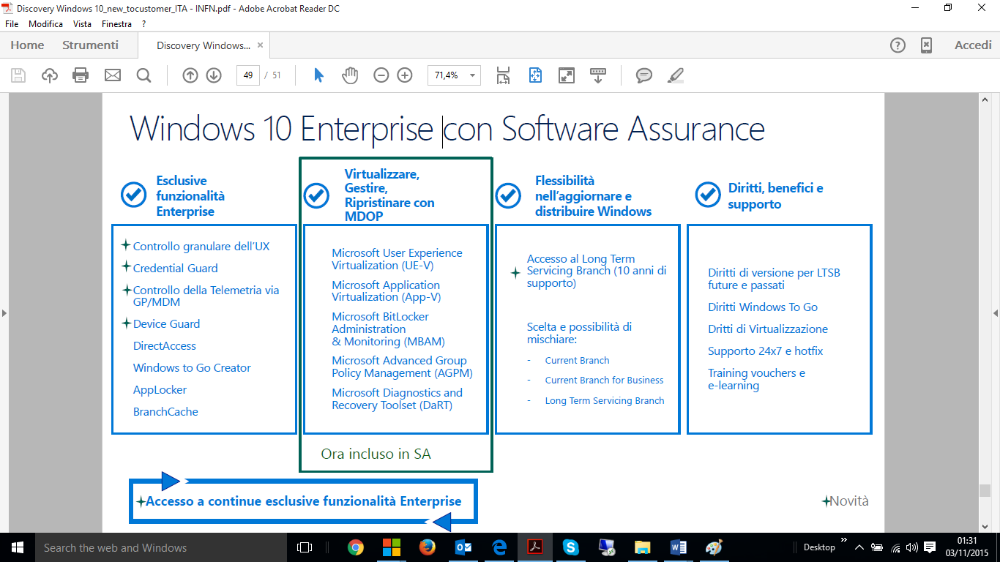 Discovery Windows 10_new_tocustomer_ITA - INFN.pdf - Adobe Acrobat Reader DC
File Modifica Vista Finestra ?
Home Strumenti Discovery Windows... × Accedi
49 / 51 71,4%
Windows 10 Enterprise con Software Assurance
Esclusive
funzionalità
Enterprise
Controllo granulare dell'UX
Credential Guard
Controllo della Telemetria via
GP/MDM
Device Guard
DirectAccess
Windows to Go Creator
AppLocker
BranchCache
Virtualizzare,
Gestire,
Ripristinare con
MDOP
Microsoft User Experience
Virtualization (UE-V)
Microsoft Application
Virtualization (App-V)
Microsoft BitLocker
Administration
& Monitoring (MBAM)
Microsoft Advanced Group
Policy Management (AGPM)
Microsoft Diagnostics and
Recovery Toolset (DaRT)
Ora incluso in SA
Flessibilità
nell'aggiornare e
distribuire Windows
Accesso al Long Term
Servicing Branch (10 anni di
supporto)
Scelta e possibilità di
mischiare:
- Current Branch
- Current Branch for Business
- Long Term Servicing Branch
Diritti, benefici e
supporto
Diritti di versione per LTSB
future e passati
Diritti Windows To Go
Dritti di Virtualizzazione
Supporto 24x7 e hotfix
Training vouchers e
e-learning
Accesso a continue esclusive funzionalità Enterprise
Novità
Search the web and Windows
Desktop
01:31
03/11/2015